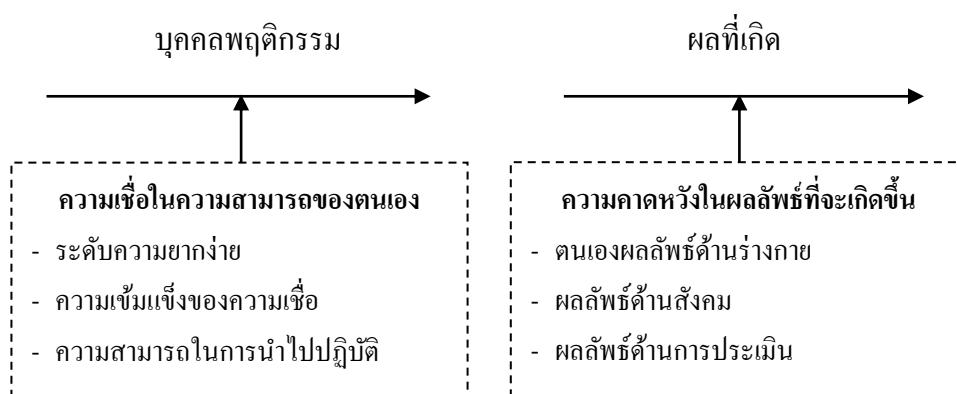 บุคคลพฤติกรรม
ผลที่เกิด
ความเชื่อในความสามารถของตนเอง
- ระดับความยากง่าย
- ความเข้มแข็งของความเชื่อ
- ความสามารถในการนำไปปฏิบัติ
ความคาดหวังในผลลัพธ์ที่จะเกิดขึ้น
- ตนเองผลลัพธ์ด้านร่างกาย
- ผลลัพธ์ด้านสังคม
- ผลลัพธ์ด้านการประเมิน